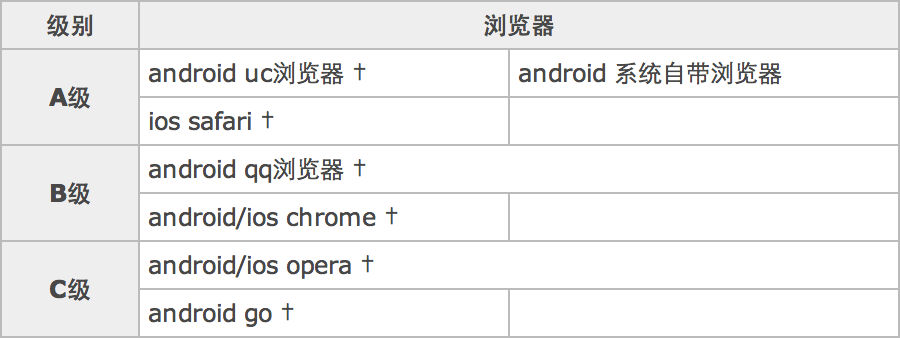 级别 浏览器
A级 android uc浏览器 † android 系统自带浏览器
ios safari †
B级 android qq浏览器 †
android/ios chrome †
C级 android/ios opera †
android go †